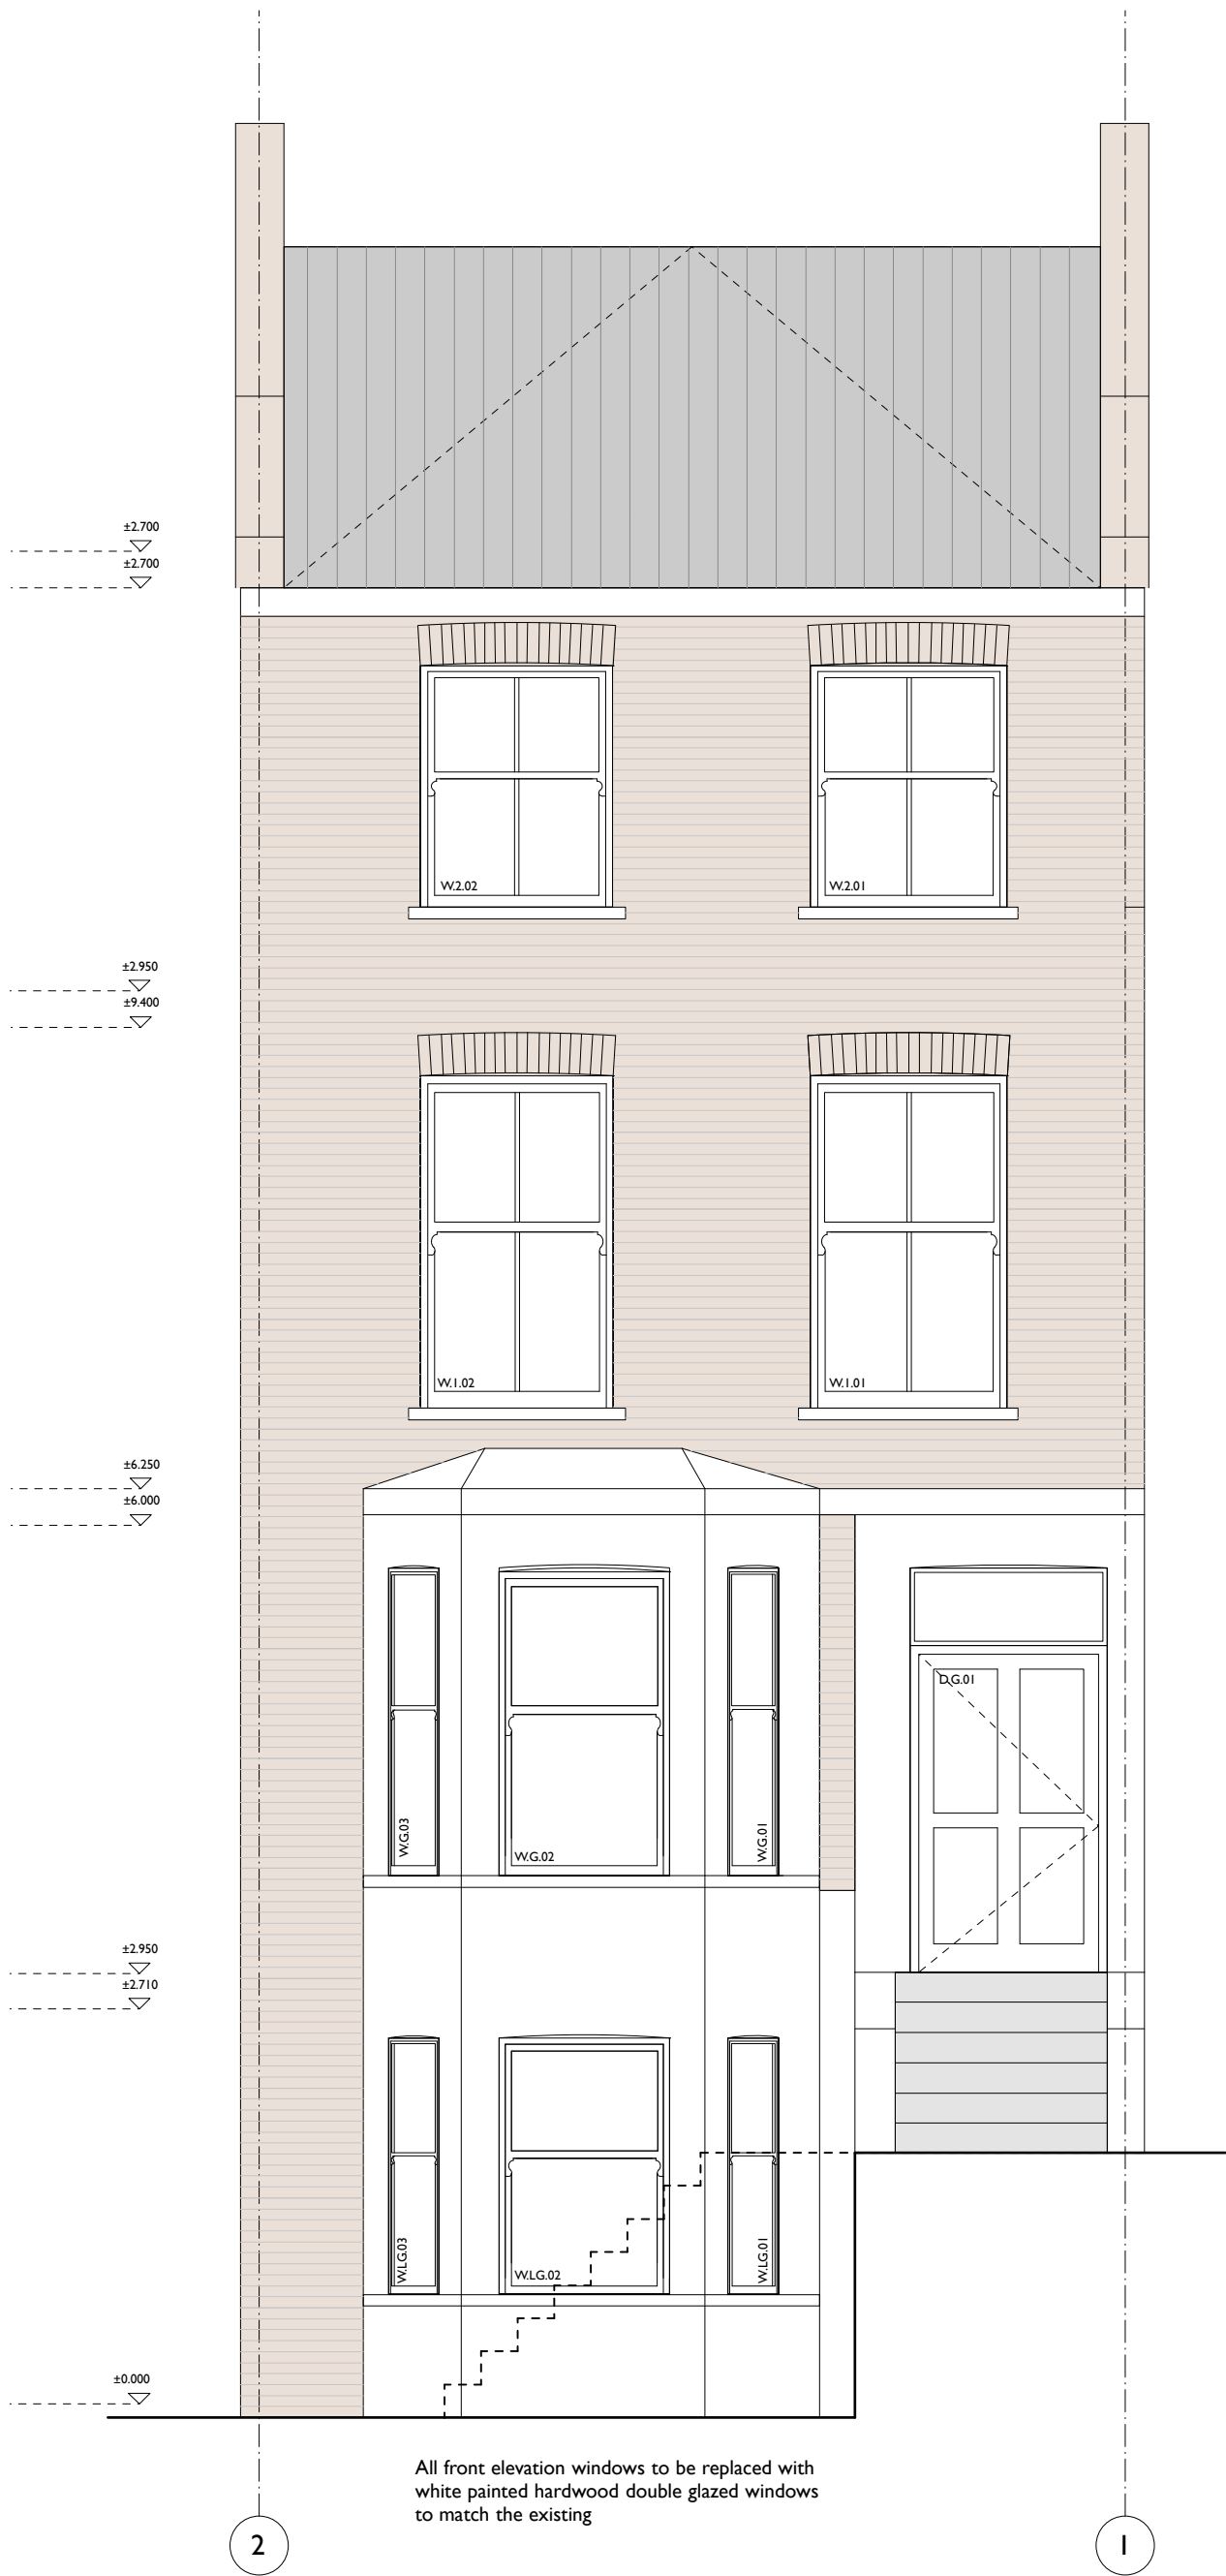 ±2.700
±2.700
W.2.02
W.2.01
±2.950
±9.400
W.1.02
W.1.01
±6.250
±6.000
D.G.01
W.G.03
W.G.02
W.G.01
±2.950
±2.710
W.LG.03
W.LG.02
W.LG.01
±0.000
All front elevation windows to be replaced with
white painted hardwood double glazed windows
to match the existing
2
1